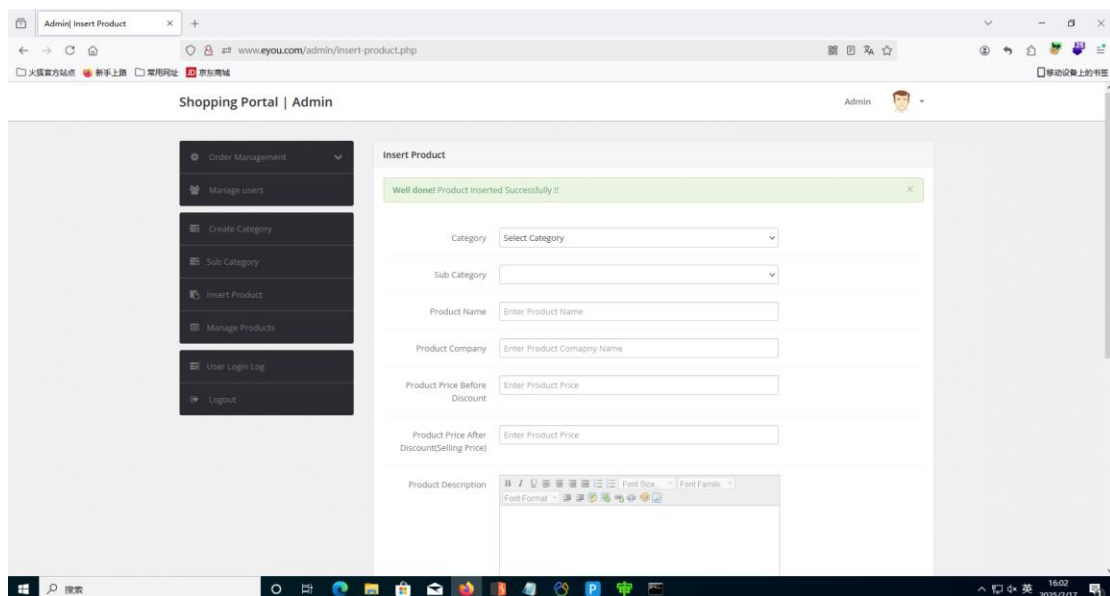 Admin| Insert Product
www.eyou.com/admin/insert-product.php
火狐官方站点 新手上路 常用网址 JD 京东商城 移动设备上的书签
Shopping Portal | Admin
Admin
Order Management
Manage users
Create Category
Sub Category
Insert Product
Manage Products
User Login Log
Logout
Insert Product
Well done! Product Inserted Successfully !!
Category Select Category
Sub Category
Product Name Enter Product Name
Product Company Enter Product Comapny Name
Product Price Before
Discount
Enter Product Price
Product Price After
Discount(Selling Price)
Enter Product Price
Product Description
Font Size... Font Family.
Font Format
搜索
英
16:02
2025/2/17